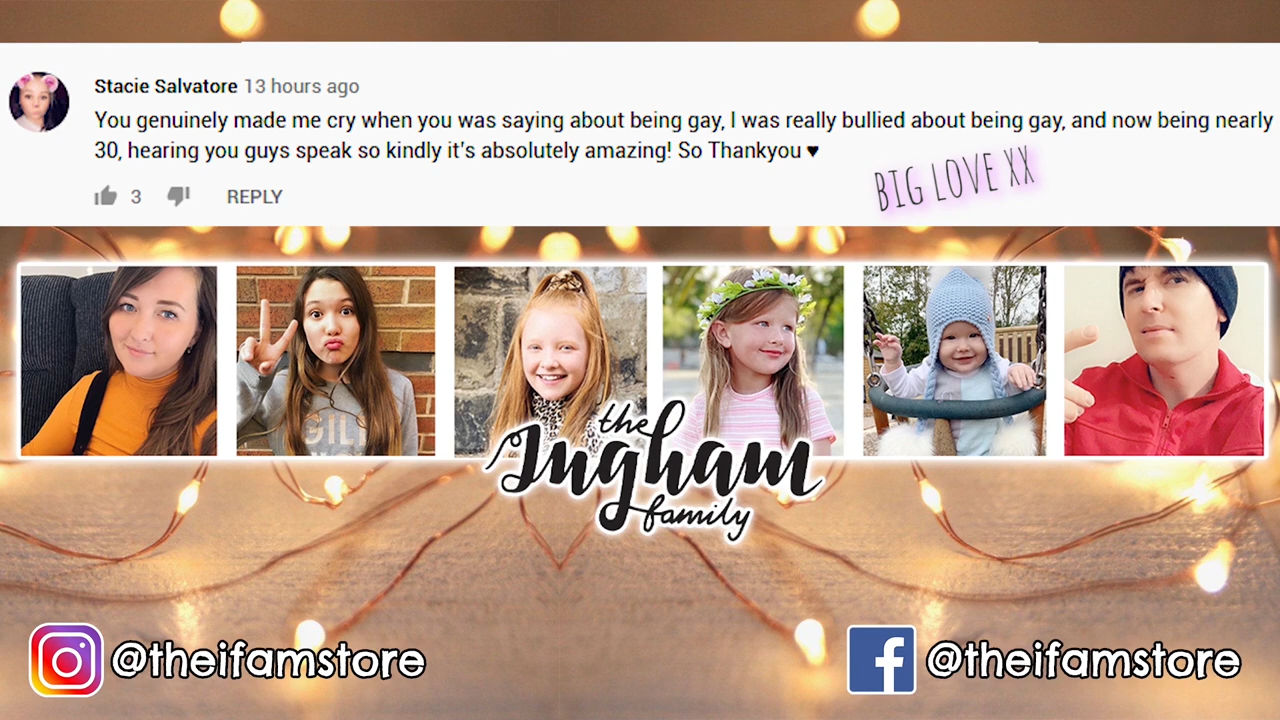 Stacie Salvatore 13 hours ago
You genuinely made me cry when you was saying about being gay, I was really bullied about being gay, and now being nearly
30, hearing you guys speak so kindly it's absolutely amazing! So Thankyou ♥
BIG LOVE XX
3 REPLY
GILI
the
Ingham
family
@theifamstore @theifamstore